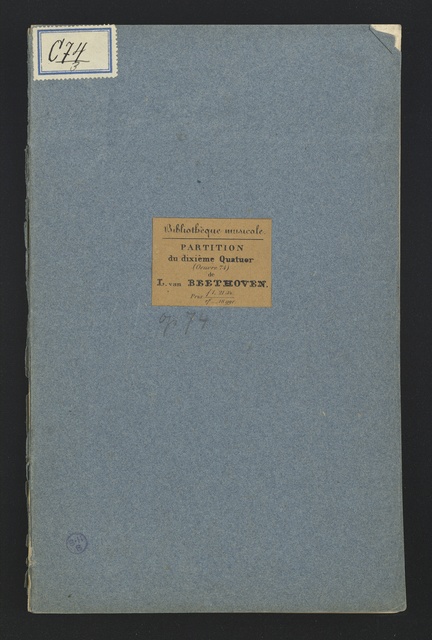 C74
Bibliothèque musicale.
PARTITION
du dixième Quatuor
(Oeuvre 74)
de
L. van BEETHOVEN.
op 74